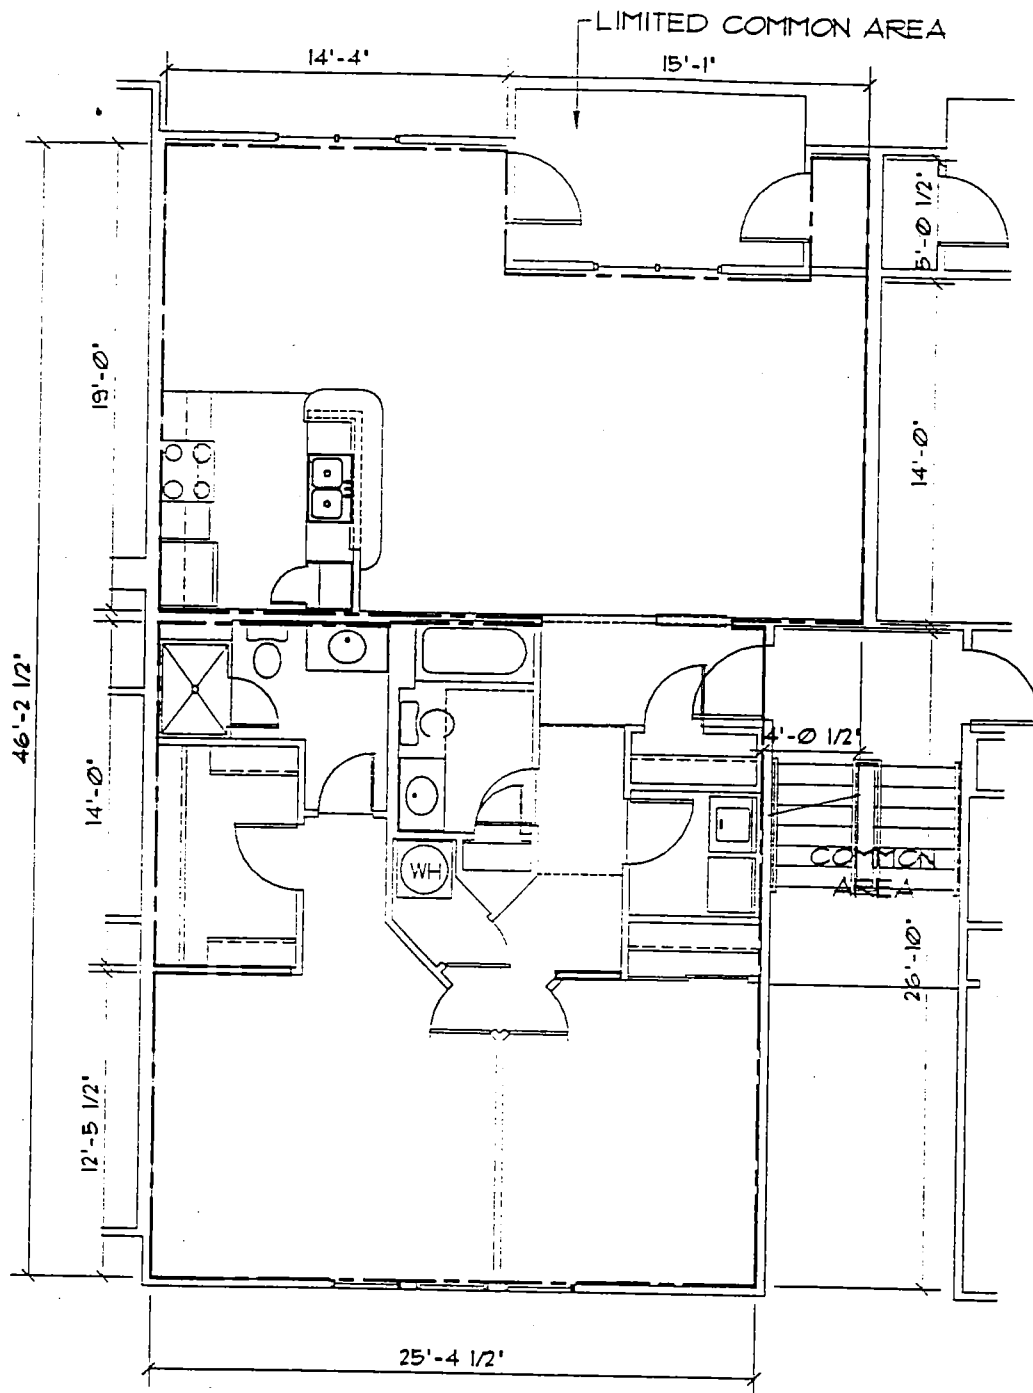 LIMITED COMMON AREA
14'-4"
15'-1"
5'-0 1/2"
19'-0"
14'-0"
46'-2 1/2"
4'-0 1/2"
14'-0"
WH
COMMON
AREA
26'-10"
12'-5 1/2"
25'-4 1/2"